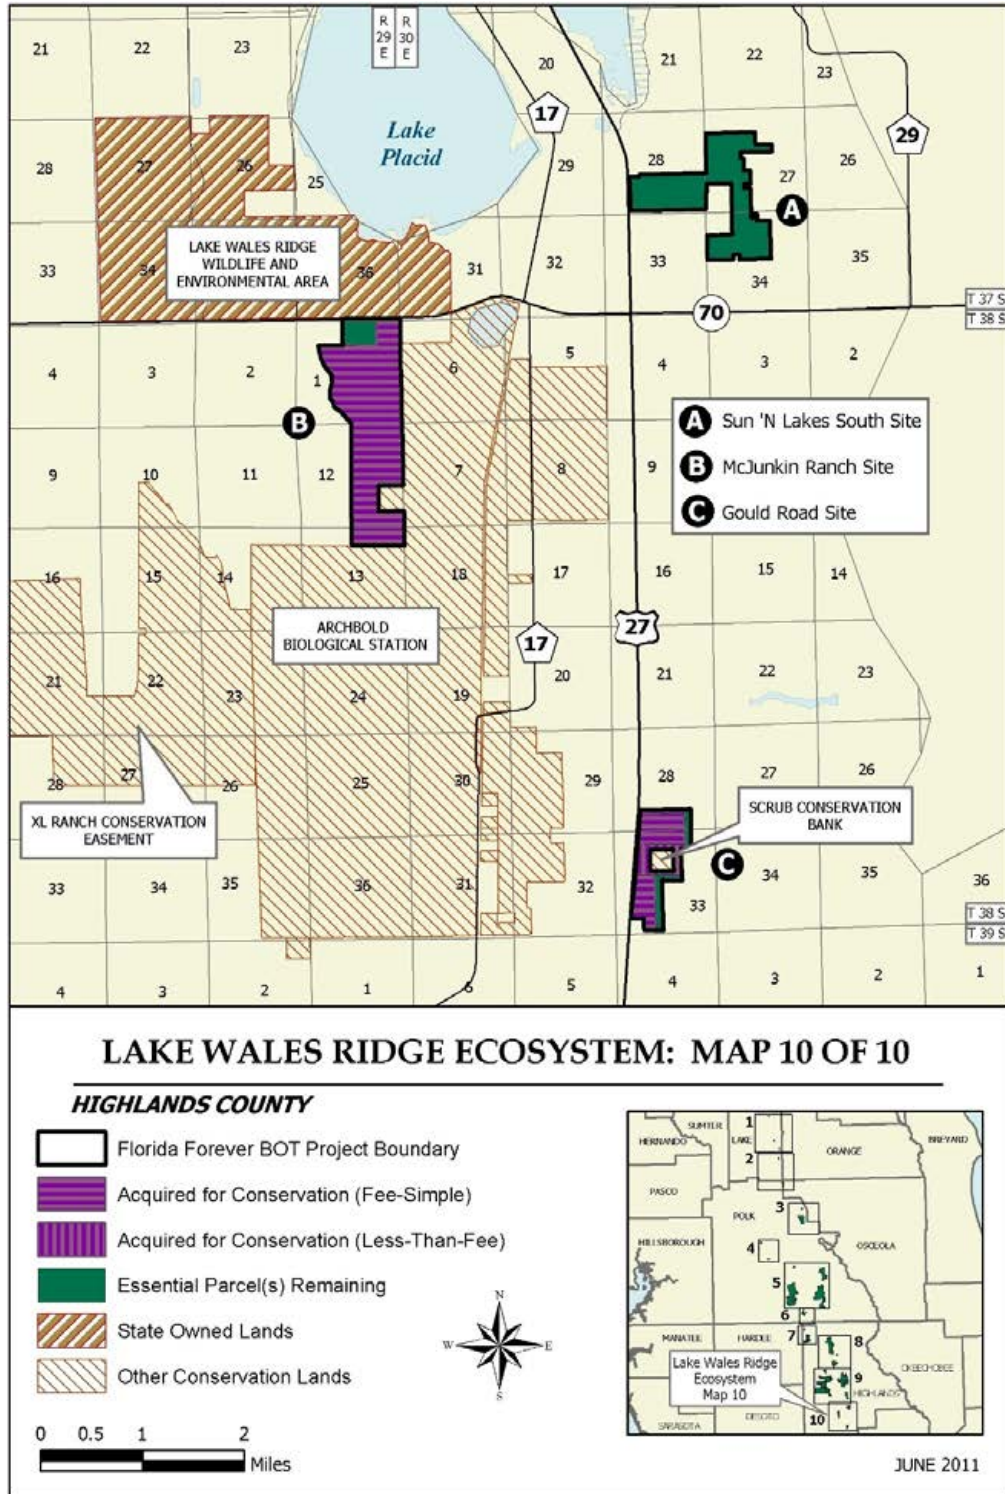 R
29
E
R
30
E
21
22
23
20
21
22
23
Lake
Placid
17
29
28
27
26
25
29
28
27
26
A
LAKE WALES RIDGE
WILDLIFE AND
ENVIRONMENTAL AREA
33
34
36
31
32
33
34
35
70
T 37 S
T 38 S
4
3
2
1
6
5
4
3
2
B
A Sun 'N Lakes South Site
B McJunkin Ranch Site
C Gould Road Site
9
10
11
12
7
8
9
16
15
14
13
18
17
16
15
14
ARCHBOLD
BIOLOGICAL STATION
17
27
21
22
23
24
19
20
21
22
23
28
27
26
25
30
29
28
27
26
XL RANCH CONSERVATION
EASEMENT
SCRUB CONSERVATION
BANK
C
33
34
35
36
31
32
33
34
35
36
T 38 S
T 39 S
4
3
2
1
6
5
4
3
2
1
LAKE WALES RIDGE ECOSYSTEM: MAP 10 OF 10
HIGHLANDS COUNTY
Florida Forever BOT Project Boundary
Acquired for Conservation (Fee-Simple)
Acquired for Conservation (Less-Than-Fee)
Essential Parcel(s) Remaining
State Owned Lands
Other Conservation Lands
N
W
E
S
0 0.5 1 2
Miles
1
SUMTER
HERNANDO
LAKE
ORANGE
BREVARD
2
PASCO
3
POLK
HILLSBOROUGH
4
OSCEOLA
5
6
MANATEE
HARDEE
7
8
Lake Wales Ridge
Ecosystem
Map 10
OKEECHOBEE
9
HIGHLANDS
SARASOTA
DESOTO
10
JUNE 2011